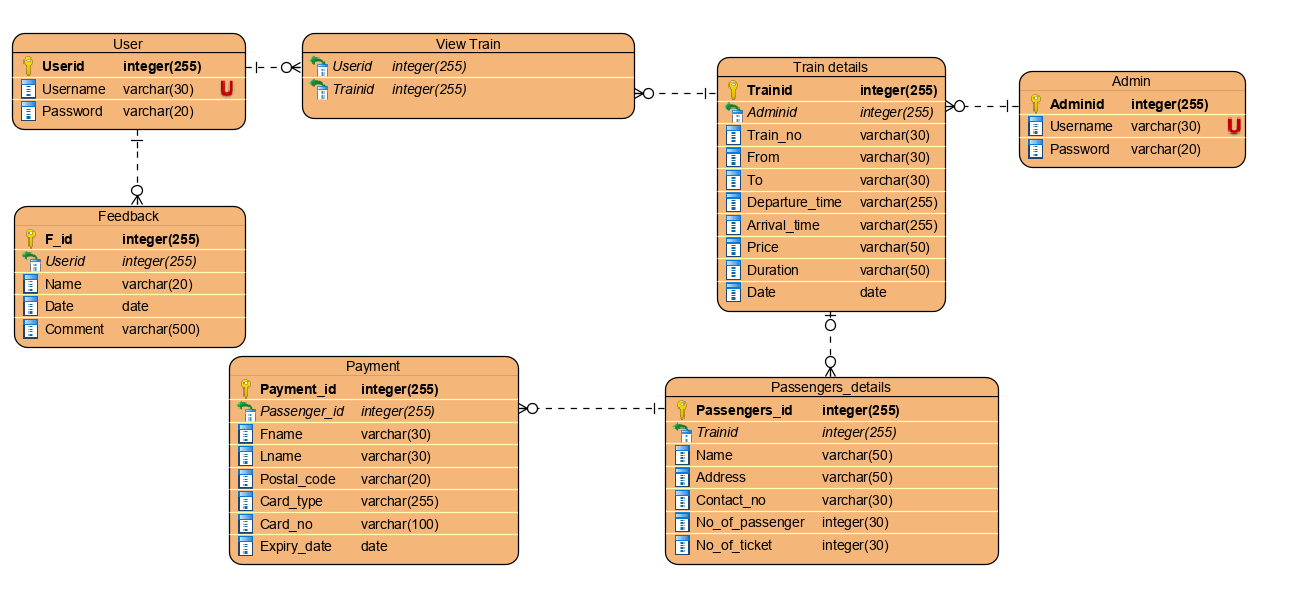 User
Userid integer(255)
Username varchar(30) U
Password varchar(20)
View Train
Userid integer(255)
Trainid integer(255)
Train details
Trainid integer(255)
Adminid integer(255)
Train_no varchar(30)
From varchar(30)
To varchar(30)
Departure_time varchar(255)
Arrival_time varchar(255)
Price varchar(50)
Duration varchar(50)
Date date
Admin
Adminid integer(255)
Username varchar(30) U
Password varchar(20)
Feedback
F_id integer(255)
Userid integer(255)
Name varchar(20)
Date date
Comment varchar(500)
Payment
Payment_id integer(255)
Passenger_id integer(255)
Fname varchar(30)
Lname varchar(30)
Postal_code varchar(20)
Card_type varchar(255)
Card_no varchar(100)
Expiry_date date
Passengers_details
Passengers_id integer(255)
Trainid integer(255)
Name varchar(50)
Address varchar(50)
Contact_no varchar(30)
No_of_passenger integer(30)
No_of_ticket integer(30)